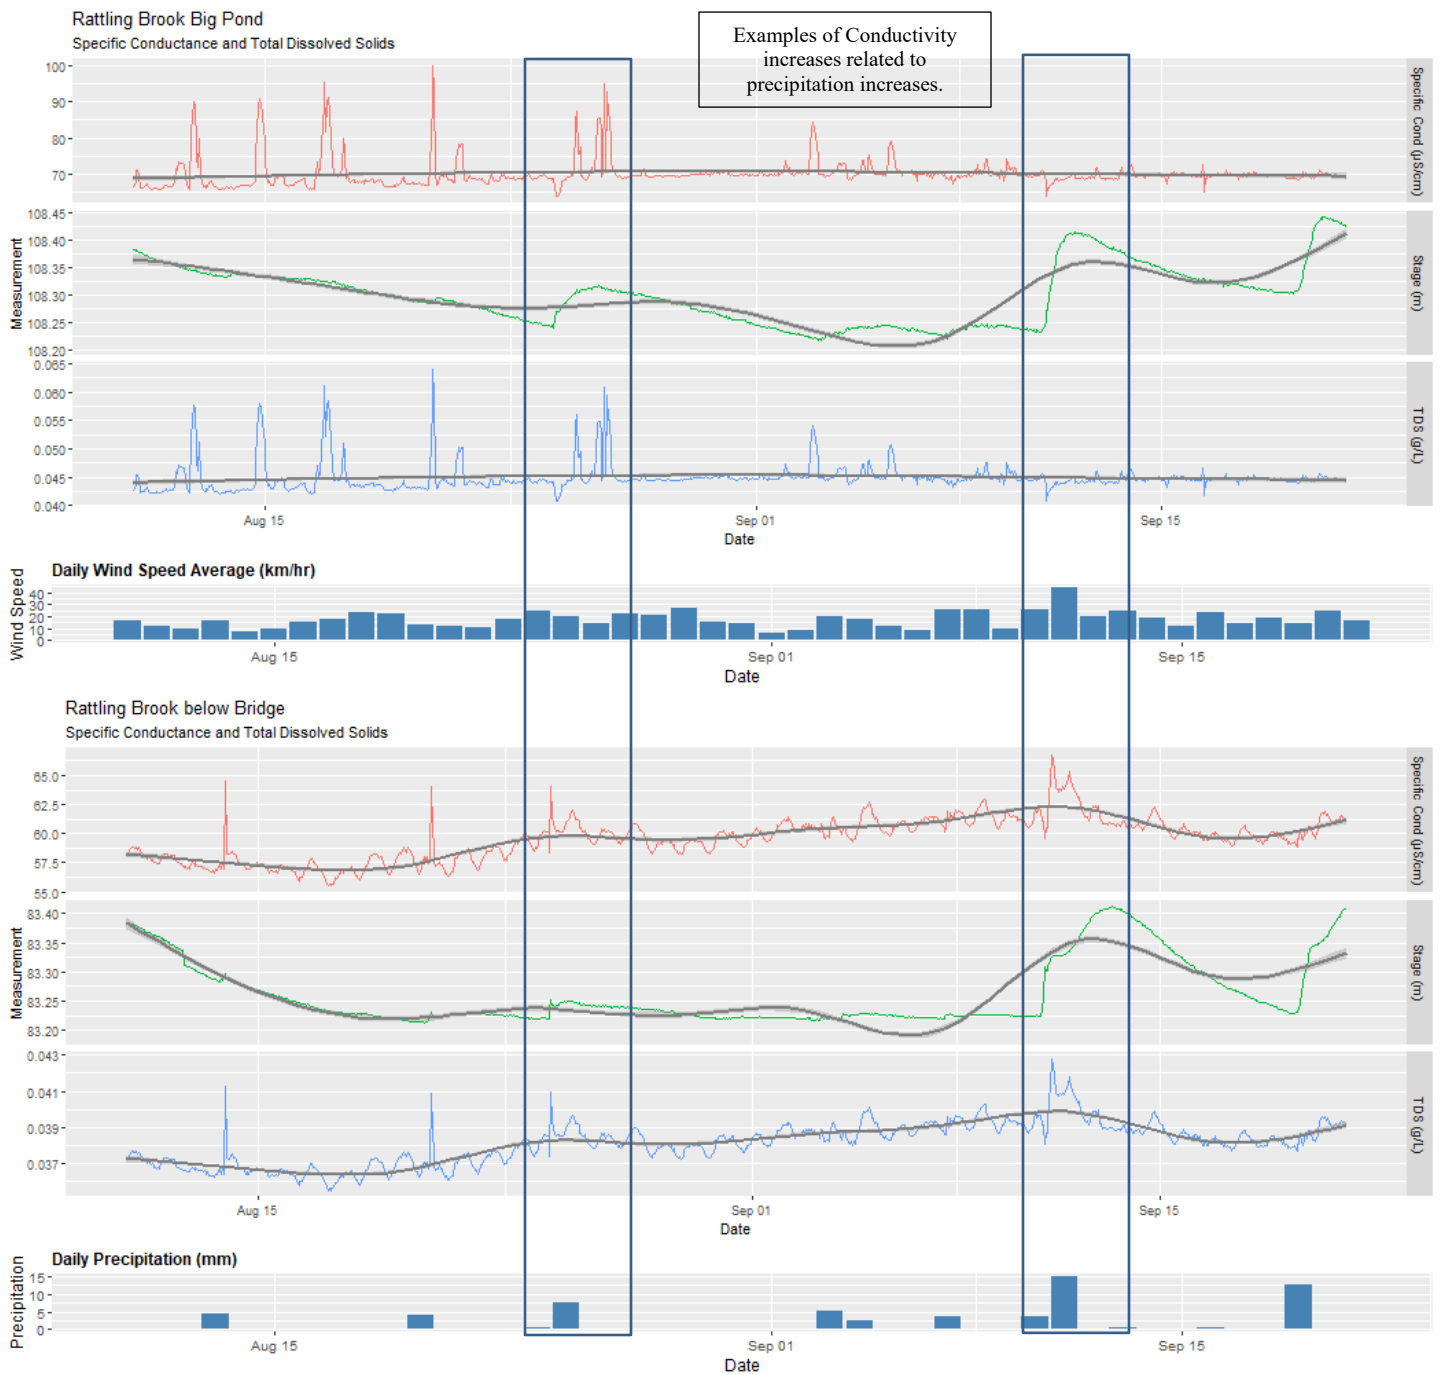 Rattling Brook Big Pond
Specific Conductance and Total Dissolved Solids
Examples of Conductivity
increases related to
precipitation increases.
100
90
80
70
Specific Cond (µS/cm)
Measurement
108.45
108.40
108.35
108.30
108.25
108.20
Stage (m)
0.065
0.060
0.055
0.050
0.045
0.040
TDS (g/L)
Aug 15
Sep 01
Sep 15
Date
Daily Wind Speed Average (km/hr)
Wind Speed
40
30
20
10
0
Aug 15
Sep 01
Sep 15
Date
Rattling Brook below Bridge
Specific Conductance and Total Dissolved Solids
65.0
62.5
60.0
57.5
55.0
Specific Cond (µS/cm)
Measurement
83.40
83.35
83.30
83.25
83.20
Stage (m)
0.043
0.041
0.039
0.037
TDS (g/L)
Aug 15
Sep 01
Sep 15
Date
Daily Precipitation (mm)
Precipitation
15
10
5
0
Aug 15
Sep 01
Sep 15
Date